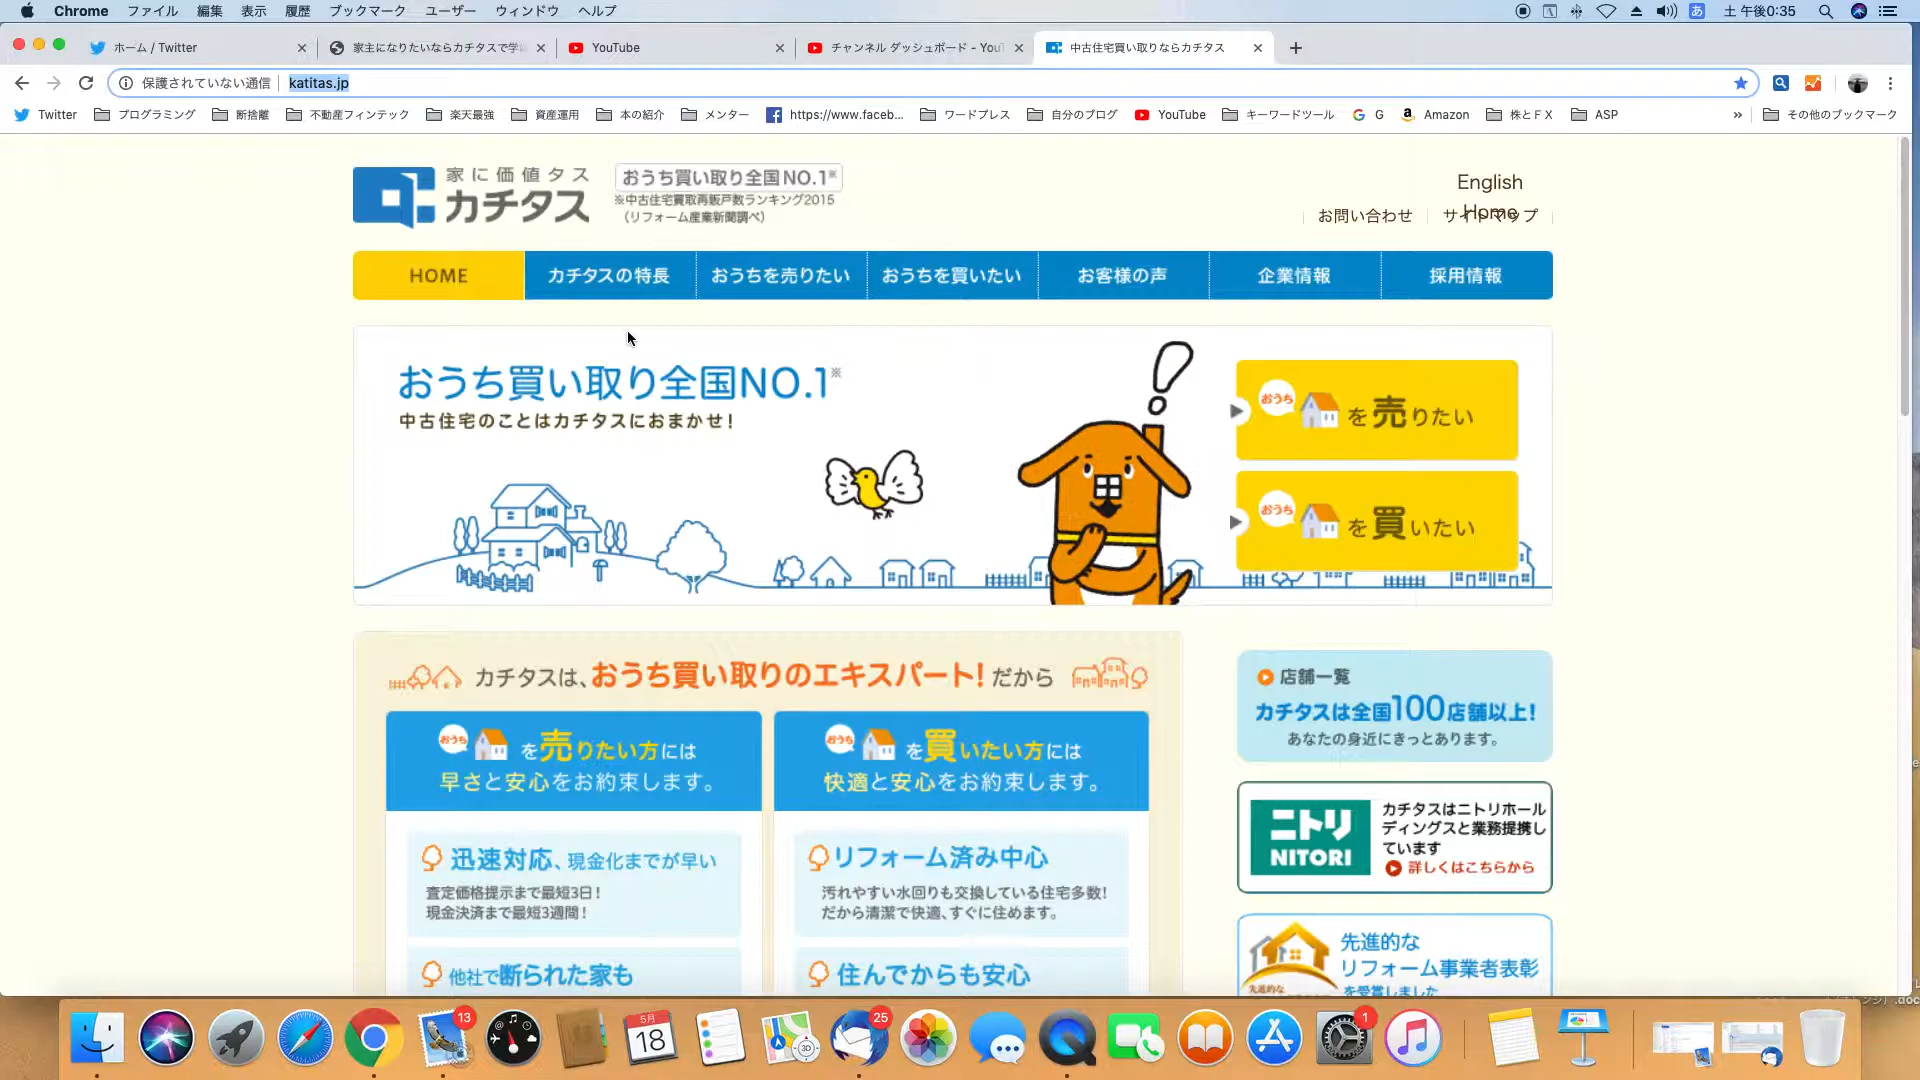 Chrome ファイル 編集 表示 履歴 ブックマーク ユーザー ウィンドウ ヘルプ あ 土 午後0:35
ホーム / Twitter 家主になりたいならカチタスで学 YouTube チャンネル ダッシュボード - YouT 中古住宅買い取りならカチタス
保護されていない通信 katitas.jp
Twitter プログラミング 断捨離 不動産フィンテック 楽天最強 資産運用 本の紹介 メンター https://www.faceb... ワードプレス 自分のブログ YouTube キーワードツール G Amazon 株とＦＸ ASP » その他のブックマーク
家に価値タス
カチタス
おうち買い取り全国NO.1※
※中古住宅買取再販戸数ランキング2015
（リフォーム産業新聞調べ）
English
Home
お問い合わせ サイトマップ
HOME カチタスの特長 おうちを売りたい おうちを買いたい お客様の声 企業情報 採用情報
おうち買い取り全国NO.1※
中古住宅のことはカチタスにおまかせ！
おうち を売りたい
おうち を買いたい
カチタスは、おうち買い取りのエキスパート！だから
おうち を売りたい方には
早さと安心をお約束します。
おうち を買いたい方には
快適と安心をお約束します。
迅速対応、現金化までが早い
査定価格提示まで最短3日！
現金決済まで最短3週間！
リフォーム済み中心
汚れやすい水回りも交換している住宅多数！
だから清潔で快適、すぐに住めます。
他社で断られた家も
住んでからも安心
店舗一覧
カチタスは全国100店舗以上！
あなたの身近にきっとあります。
ニトリ
NITORI
カチタスはニトリホール
ディングスと業務提携し
ています
詳しくはこちらから
先進的な
リフォーム事業者表彰
を受賞しました
先進的な
13 5月 18 3D 25 1